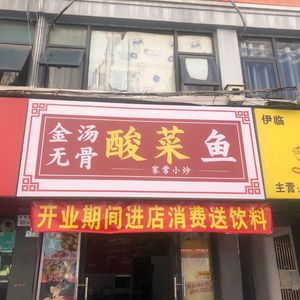 金汤无骨酸菜鱼
家常小炒
开业期间进店消费送饮料
伊临
主营: